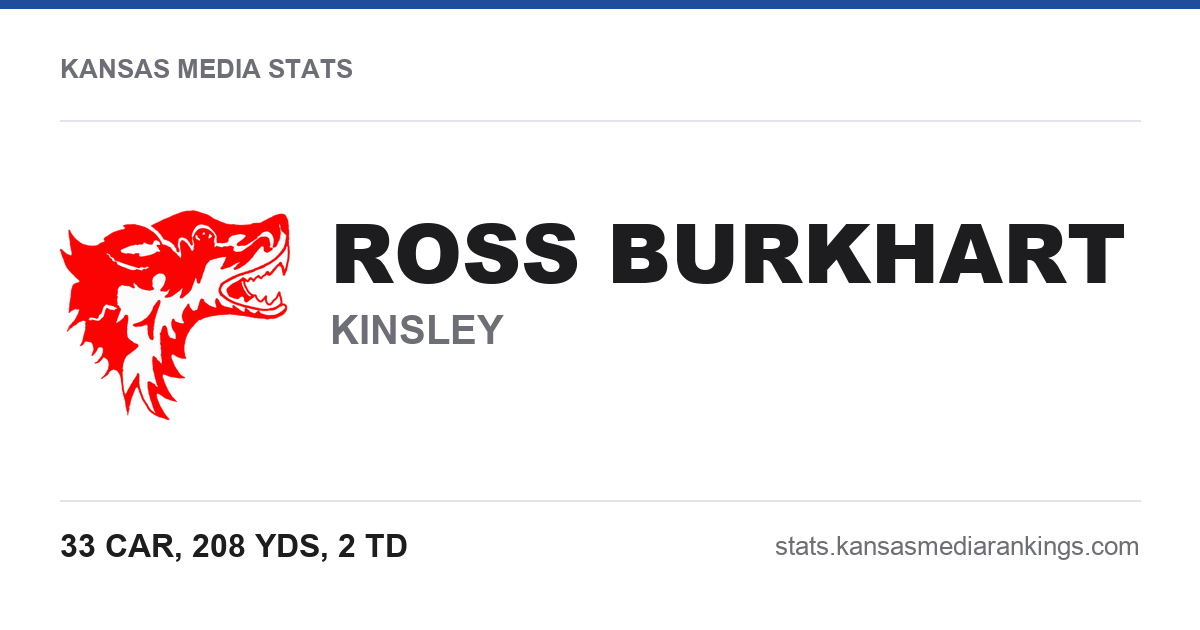 KANSAS MEDIA STATS
ROSS BURKHART
KINSLEY
33 CAR, 208 YDS, 2 TD
stats.kansasmediarankings.com